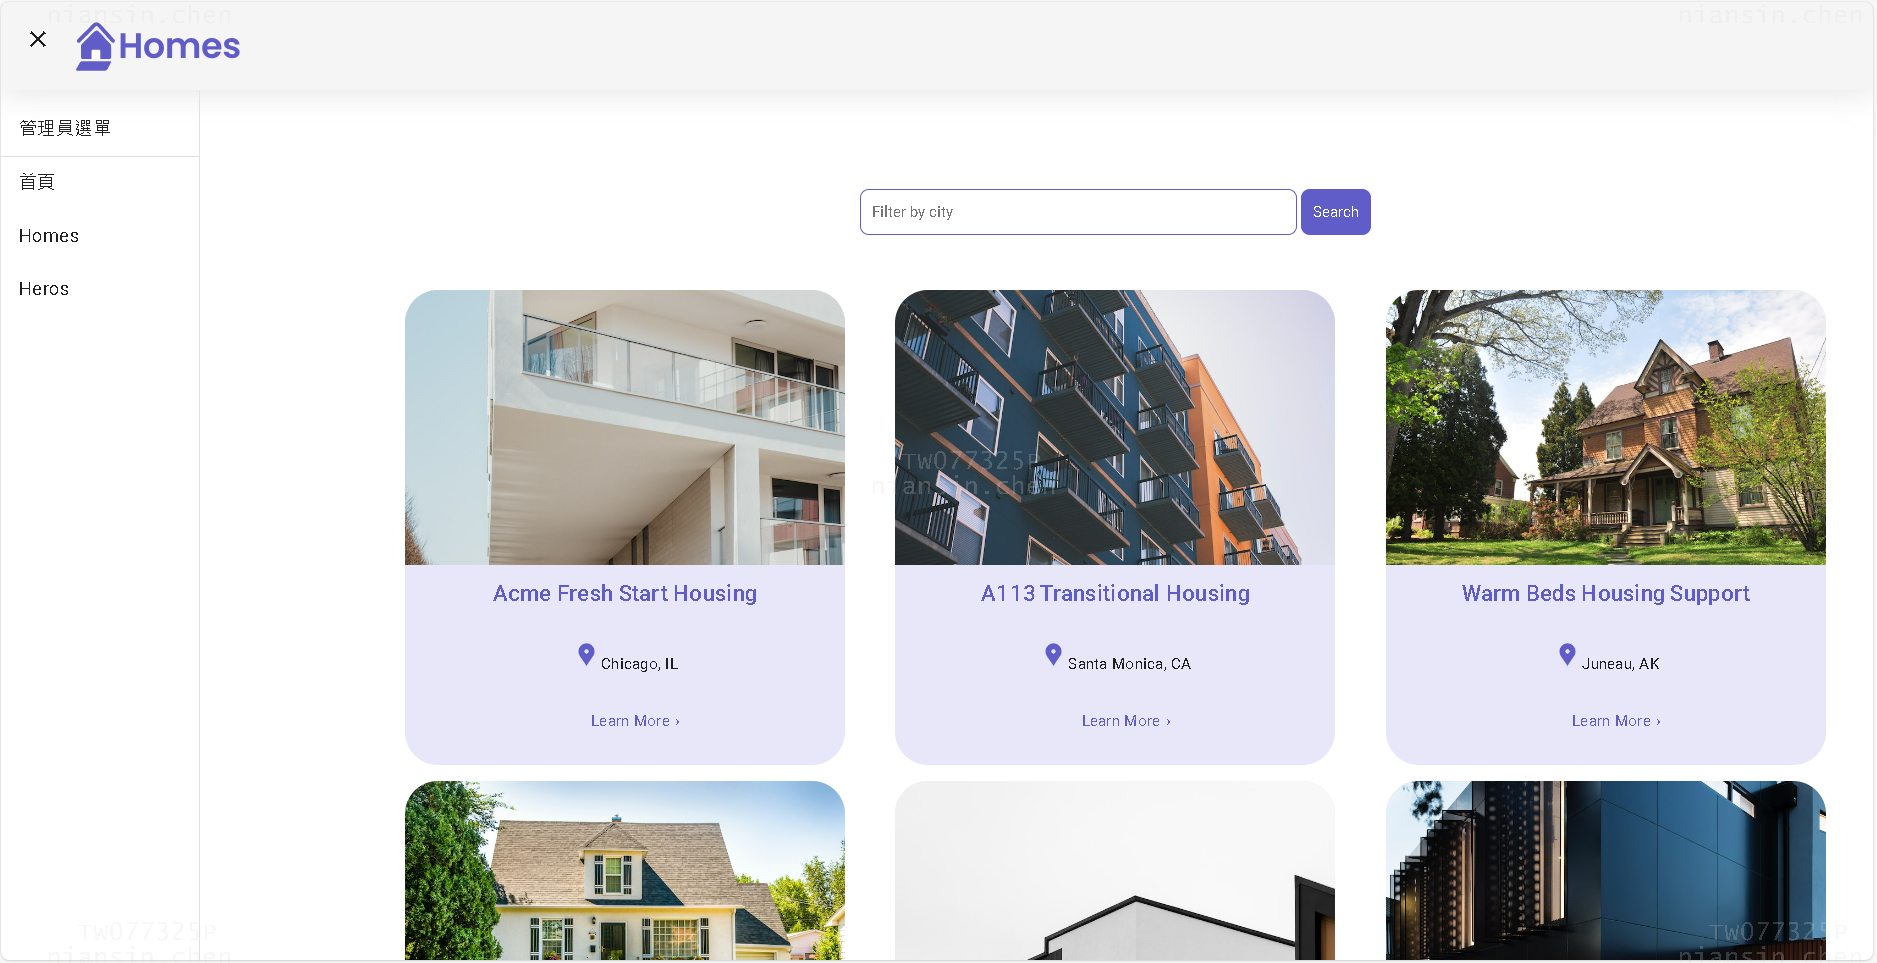 niansin.chen
niansin.chen
Homes
管理員選單
首頁
Homes
Heros
Filter by city
Search
TW077325P
niansin.chen
Acme Fresh Start Housing
A113 Transitional Housing
Warm Beds Housing Support
Chicago, IL
Santa Monica, CA
Juneau, AK
Learn More ›
Learn More ›
Learn More ›
TW077325P
niansin.chen
TW077325P
niansin.chen